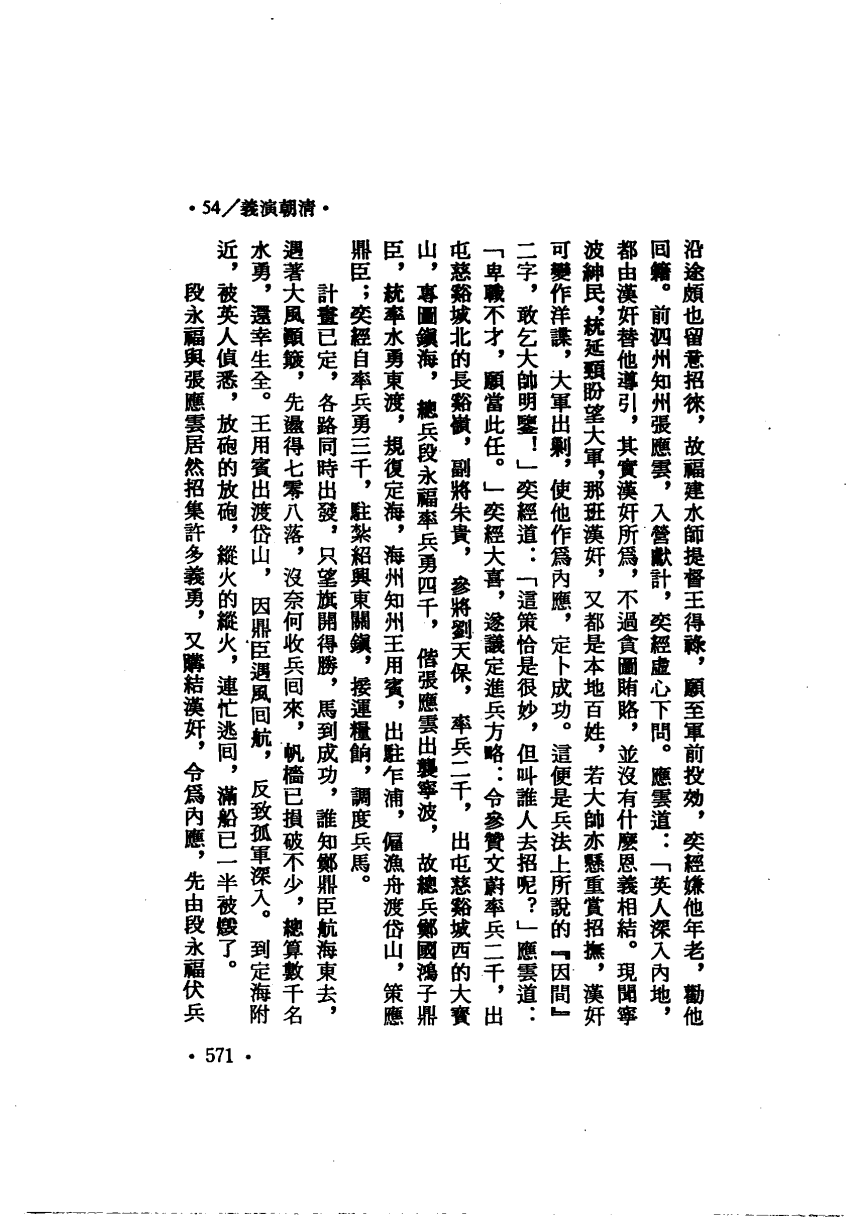 •54／義演朝清•
沿途頗也留意招徠，故福建水師提督王得祿，願至軍前投効，奕經嫌他年老，勸他
回籍。前泗州知州張應雲，入營獻計，奕經虛心下問。應雲道：「英人深入內地，
都由漢奸替他導引，其實漢奸所爲，不過貪圖賄賂，並沒有什麼恩義相結。現聞寧
波紳民，統延頸盼望大軍，那班漢奸，又都是本地百姓，若大帥亦懸重賞招撫，漢奸
可變作洋諜，大軍出剿，使他作爲內應，定卜成功。這便是兵法上所說的『因間』
二字，敢乞大帥明鑒！」奕經道：「這策恰是很妙，但叫誰人去招呢？」應雲道：
「卑職不才，願當此任。」奕經大喜，遂議定進兵方略：令參贊文蔚率兵二千，出
屯慈谿城北的長谿嶺，副將朱貴，參將劉天保，率兵二千，出屯慈谿城西的大寶
山，專圖鎭海，總兵段永福率兵勇四千，偕張應雲出襲寧波，故總兵鄭國鴻子鼎
臣，統率水勇東渡，規復定海，海州知州王用賓，出駐乍浦，僱漁舟渡岱山，策應
鼎臣；奕經自率兵勇三千，駐紮紹興東關鎭，接運糧餉，調度兵馬。
計畫已定，各路同時出發，只望旗開得勝，馬到成功，誰知鄭鼎臣航海東去，
遇著大風顚簸，先盪得七零八落，沒奈何收兵回來，帆檣已損破不少，總算數千名
水勇，還幸生全。王用賓出渡岱山，因鼎臣遇風回航，反致孤軍深入。到定海附
近，被英人偵悉，放砲的放砲，縱火的縱火，連忙逃回，滿船已一半被燬了。
段永福與張應雲居然招集許多義勇，又購結漢奸，令爲內應，先由段永福伏兵
•571•